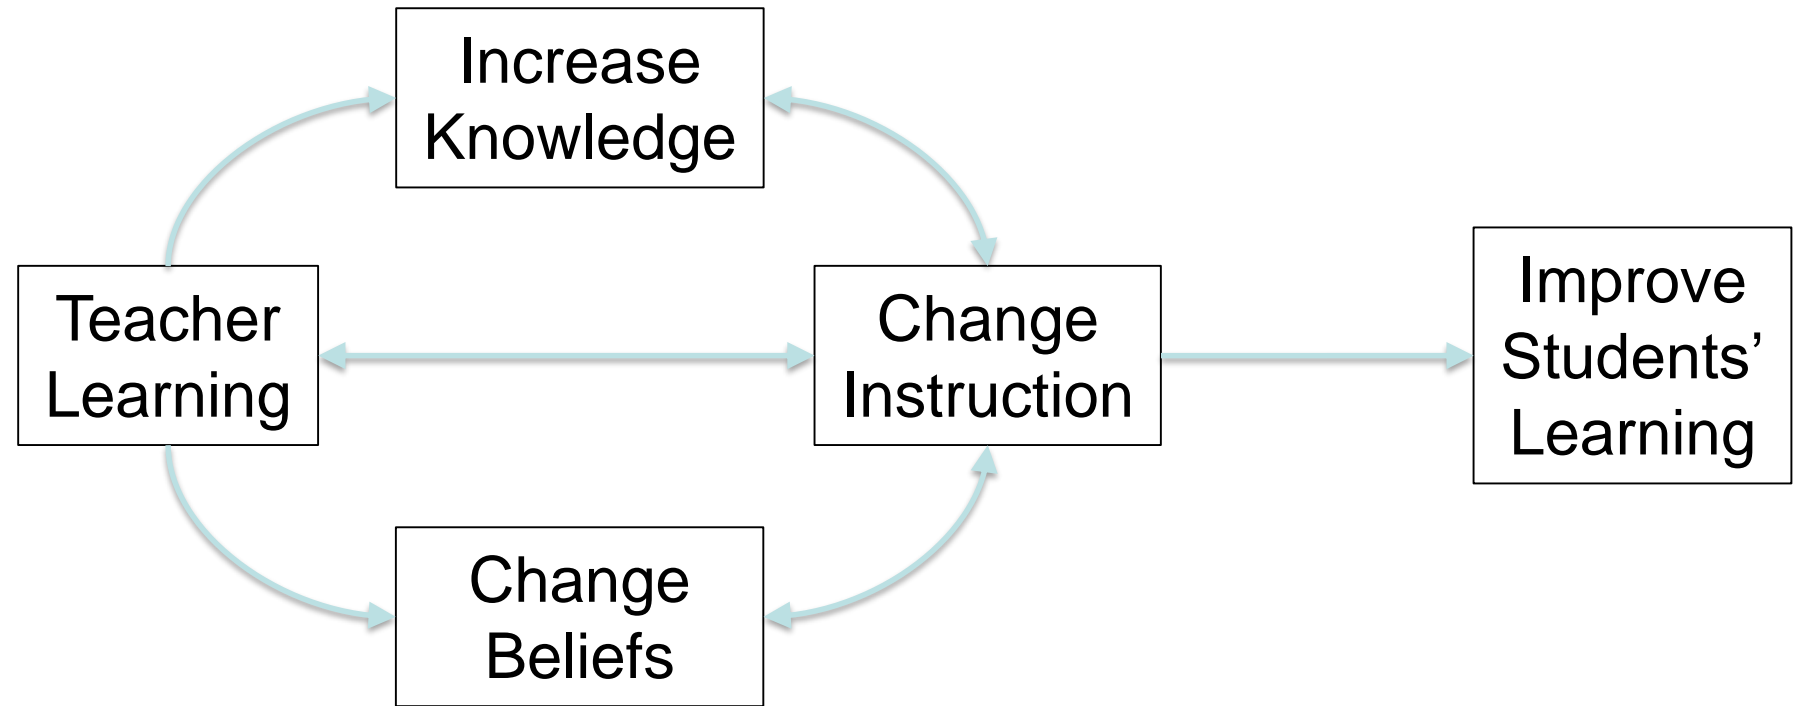 Increase
Knowledge
Teacher
Learning
Change
Instruction
Improve
Students’
Learning
Change
Beliefs